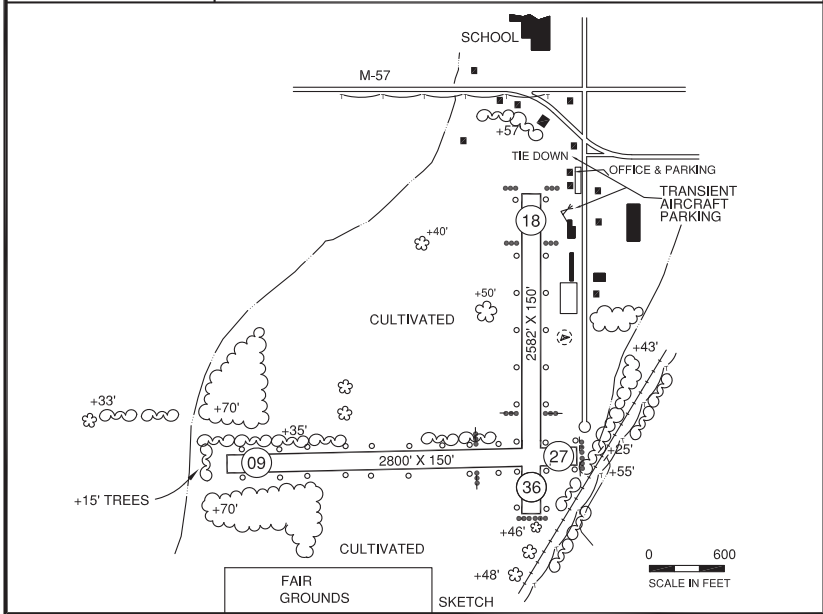 SCHOOL
M-57
+57'
TIE DOWN
OFFICE & PARKING
TRANSIENT
AIRCRAFT
PARKING
18
+40'
+50'
2582' X 150'
CULTIVATED
+43'
+33'
+70'
+35'
09
2800' X 150'
27
+25'
+55'
36
+15' TREES
+70'
+46'
CULTIVATED
+48'
0 600
SCALE IN FEET
FAIR
GROUNDS
SKETCH